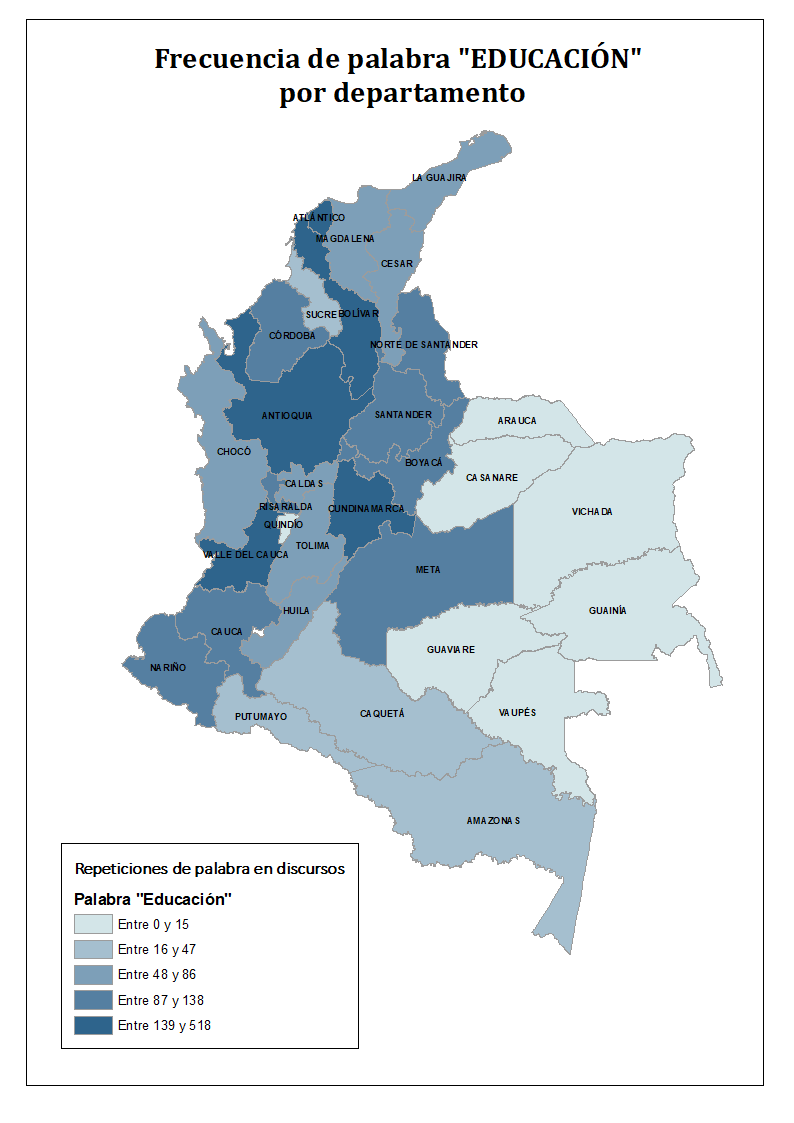 Frecuencia de palabra "EDUCACIÓN"
por departamento
LA GUAJIRA
ATLÁNTICO
MAGDALENA
CESAR
SUCRE
BOLÍVAR
CÓRDOBA
NORTE DE SANTANDER
ANTIOQUIA
SANTANDER
ARAUCA
CHOCÓ
BOYACÁ
CASANARE
CALDAS
RISARALDA
CUNDINAMARCA
VICHADA
QUINDÍO
TOLIMA
VALLE DEL CAUCA
META
HUILA
GUAINÍA
CAUCA
GUAVIARE
NARIÑO
PUTUMAYO
CAQUETÁ
VAUPÉS
AMAZONAS
Repeticiones de palabra en discursos
Palabra "Educación"
Entre 0 y 15
Entre 16 y 47
Entre 48 y 86
Entre 87 y 138
Entre 139 y 518